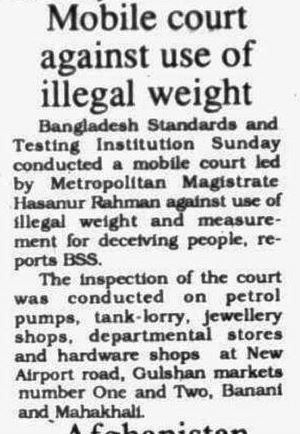 Mobile court
against use of
illegal weight
Bangladesh Standards and
Testing Institution Sunday
conducted a mobile court led
by Metropolitan Magistrate
Hasanur Rahman against use of
illegal weight and measure-
ment for deceiving people, re-
ports BSS.
The inspection of the court
was conducted on petrol
pumps, tank-lorry, jewellery
shops, departmental stores
and hardware shops at New
Airport road, Gulshan markets
number One and Two, Banani
and Mahakhali.
Afghanistan